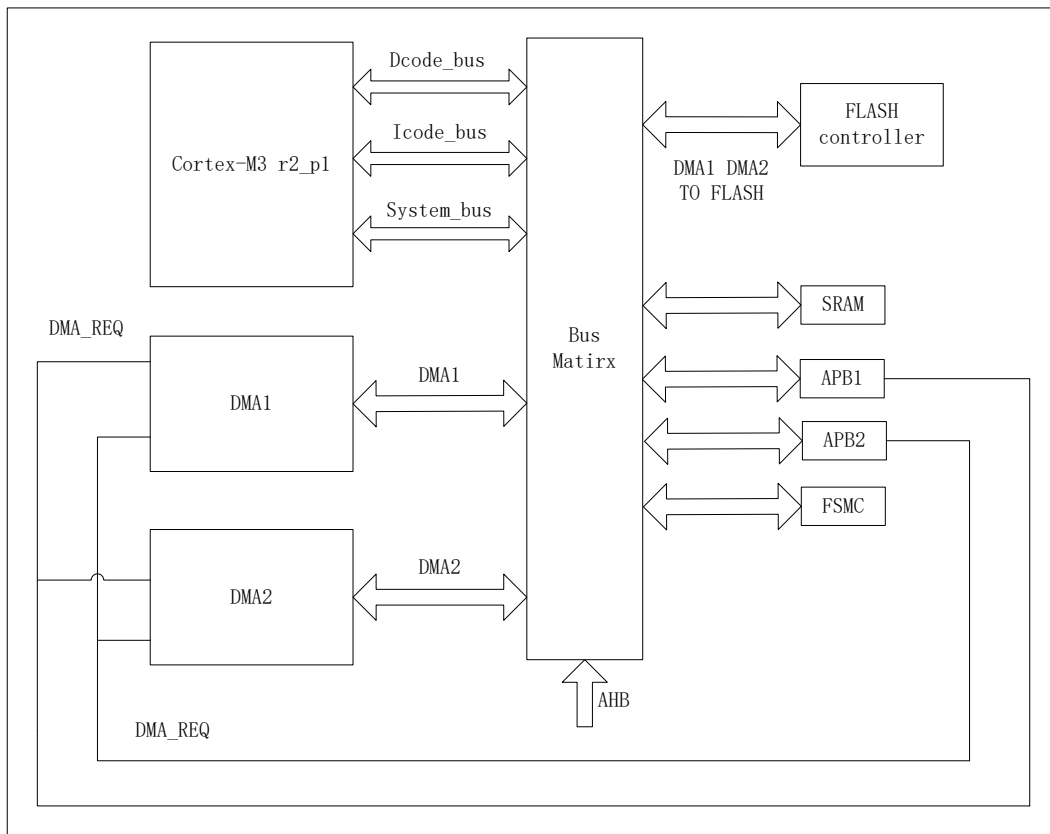 Dcode_bus
Icode_bus
System_bus
Cortex-M3 r2_p1
FLASH
controller
DMA1 DMA2
TO FLASH
SRAM
DMA_REQ
Bus
Matirx
DMA1
DMA1
APB1
APB2
FSMC
DMA2
DMA2
AHB
DMA_REQ